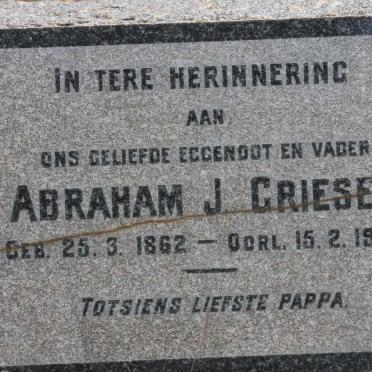 IN TERE HERINNERING
AAN
ONS GELIEFDE EGGENOOT EN VADER
ABRAHAM J. GRIESE
GEB. 25. 3. 1862 — OORL. 15. 2. 19
TOTSIENS LIEFSTE PAPPA.